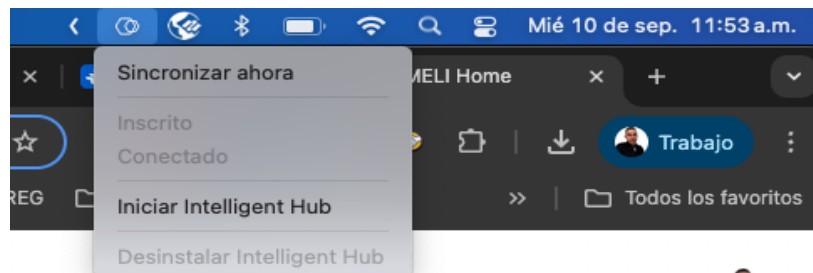 Mié 10 de sep. 11:53 a.m.
Sincronizar ahora
MELI Home
Inscrito
Conectado
Trabajo
REG
Iniciar Intelligent Hub
Todos los favoritos
Desinstalar Intelligent Hub